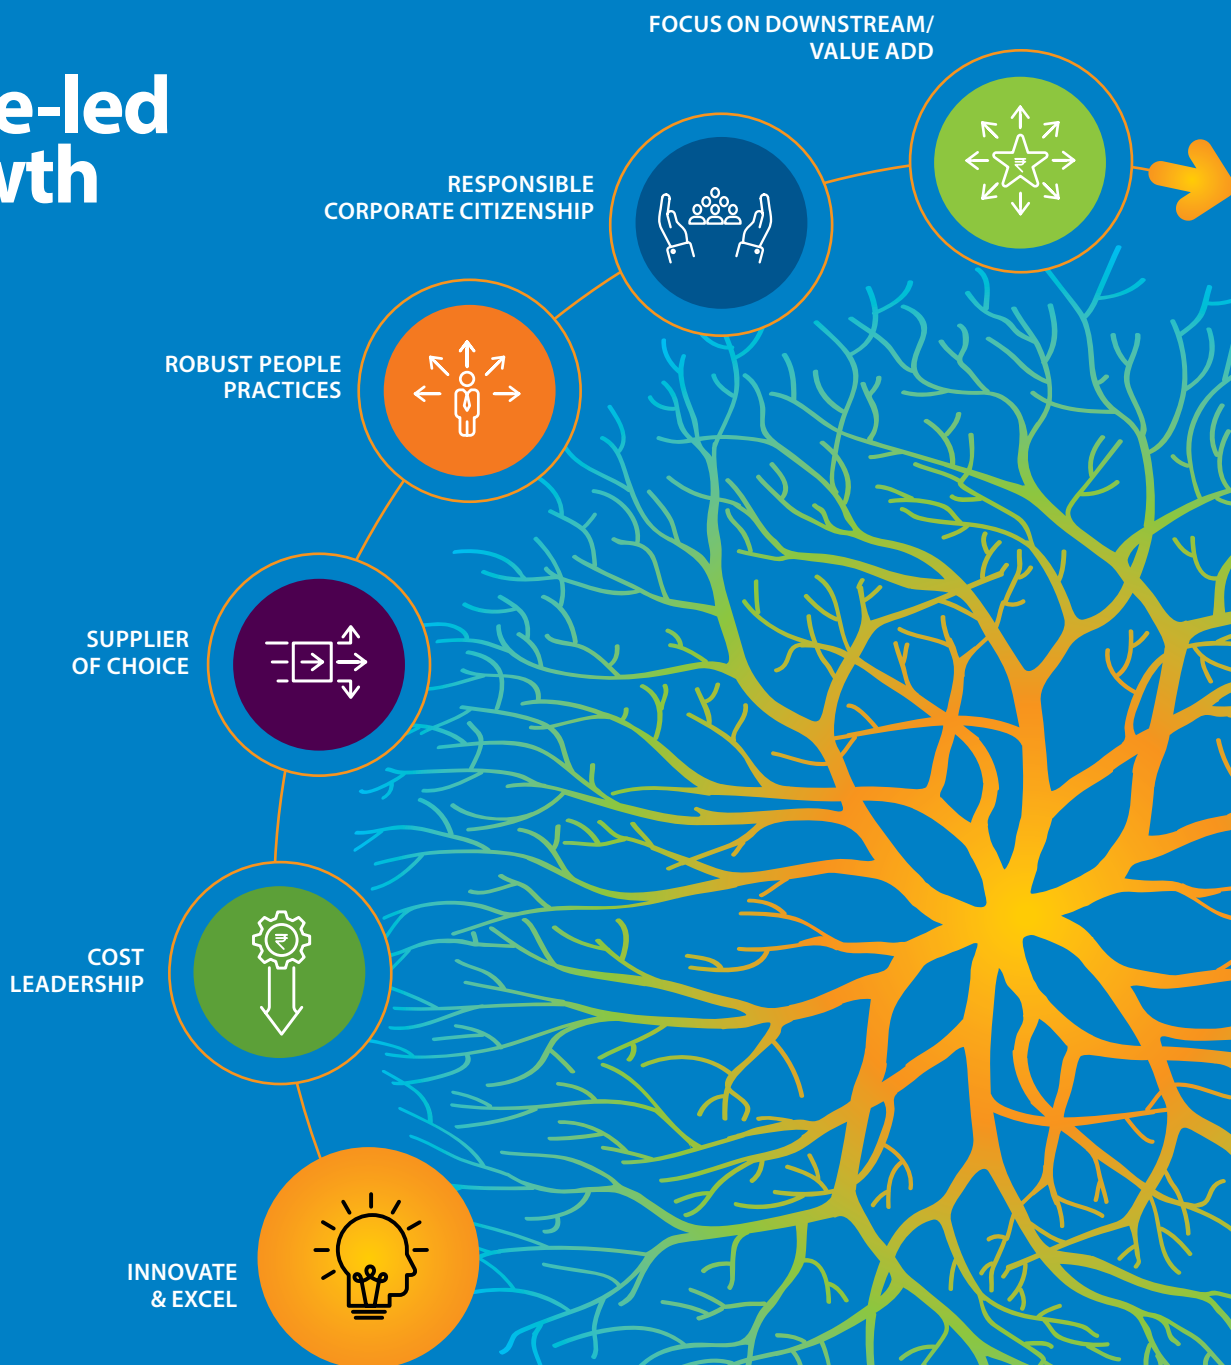 FOCUS ON DOWNSTREAM/
VALUE ADD
e-led
wth
RESPONSIBLE
CORPORATE CITIZENSHIP
₹
ROBUST PEOPLE
PRACTICES
SUPPLIER
OF CHOICE
COST
LEADERSHIP
₹
INNOVATE
& EXCEL